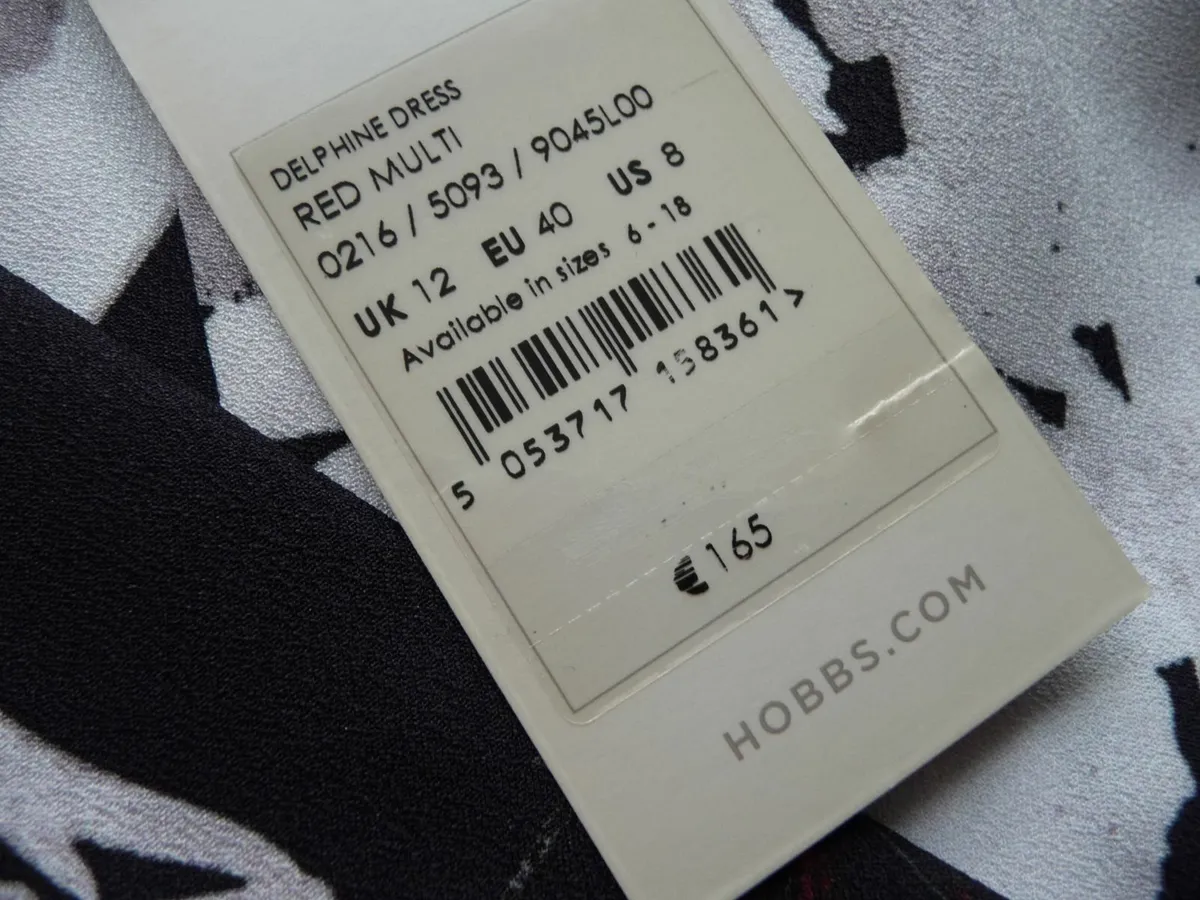 DELPHINE DRESS
RED MULTI
0216 / 5093 / 9045L00
UK 12 EU 40 US 8
Available in sizes 6 - 18
5 053717 158361 >
€165
HOBBS.COM